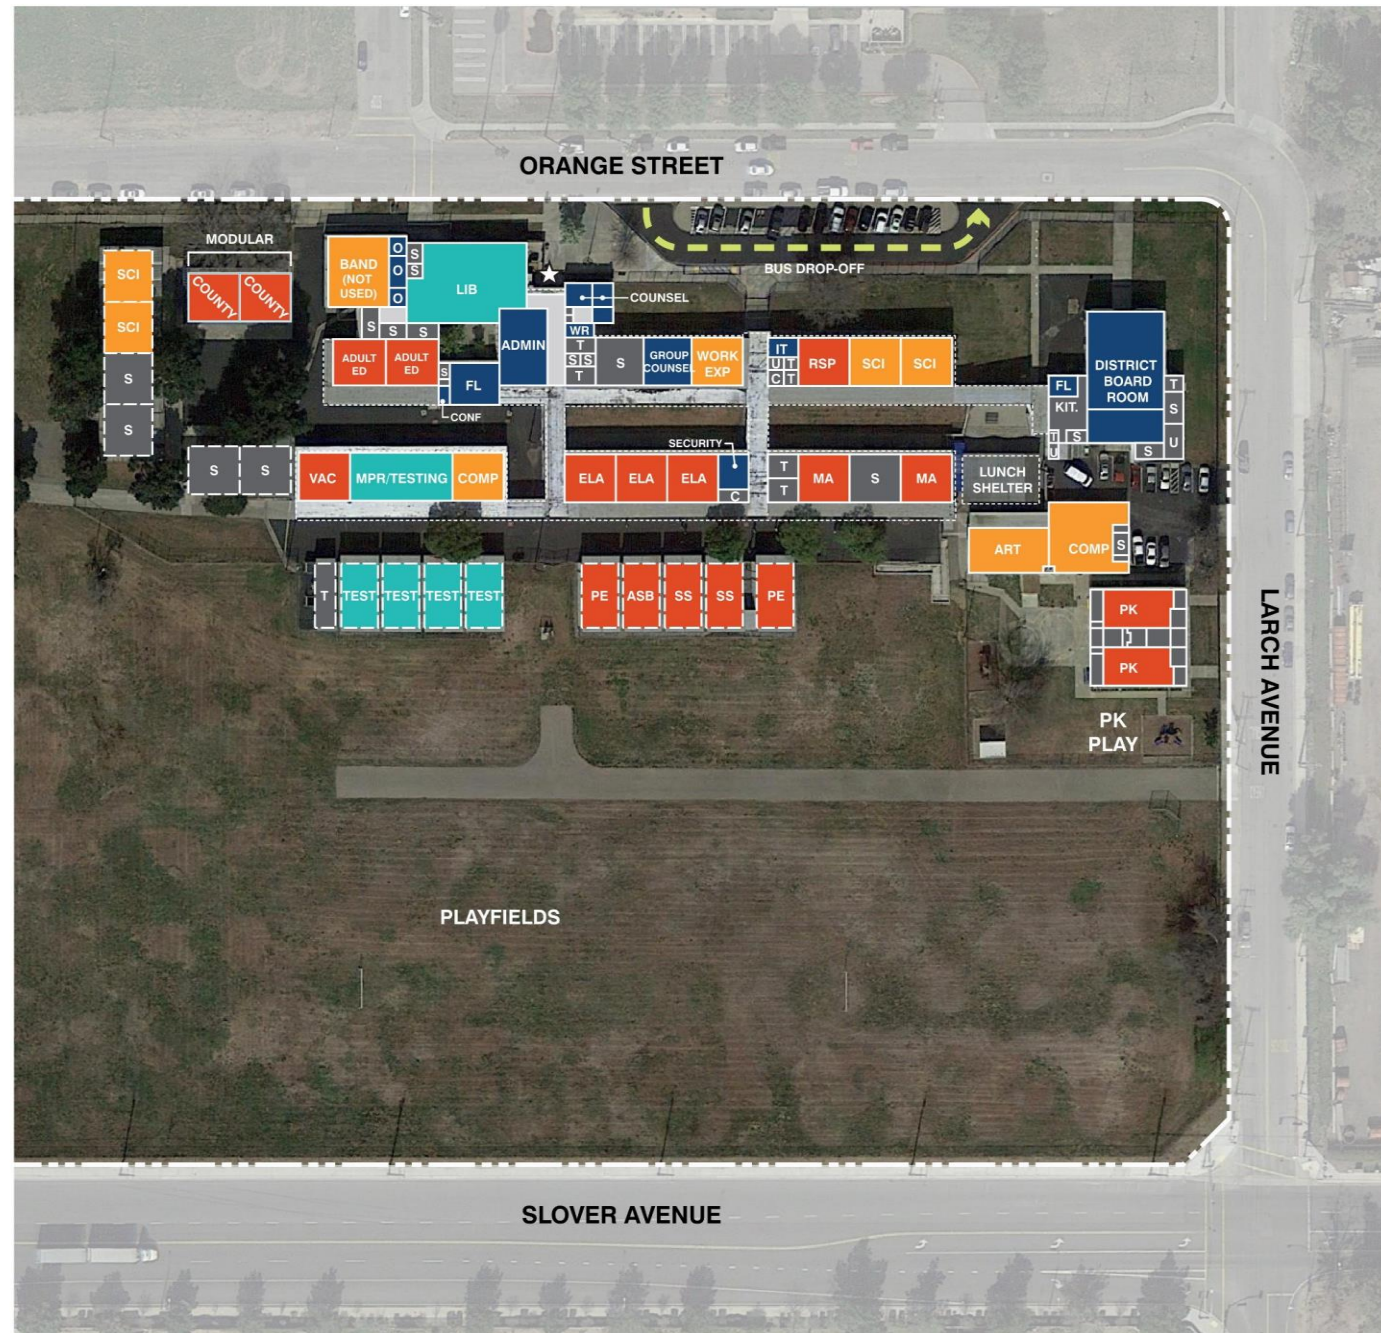 ORANGE STREET
MODULAR
BUS DROP-OFF
SCI
SCI
S
S
COUNTY
COUNTY
BAND
(NOT
USED)
O
O
O
S
S
LIB
S
S
S
S
COUNSEL
WR
ADMIN
ADULT
ED
ADULT
ED
S
FL
CONF
T
S S
T
S
GROUP
COUNSEL
WORK
EXP
IT
U T
C T
RSP
SCI
SCI
DISTRICT
BOARD
ROOM
FL
KIT.
T
S
U
T
U
S
S
S
S
VAC
MPR/TESTING
COMP
SECURITY
ELA
ELA
ELA
C
T
T
MA
S
MA
LUNCH
SHELTER
ART
COMP
S
T
TEST
TEST
TEST
TEST
PE
ASB
SS
SS
PE
PK
PK
PK
PLAY
LARCH AVENUE
PLAYFIELDS
SLOVER AVENUE